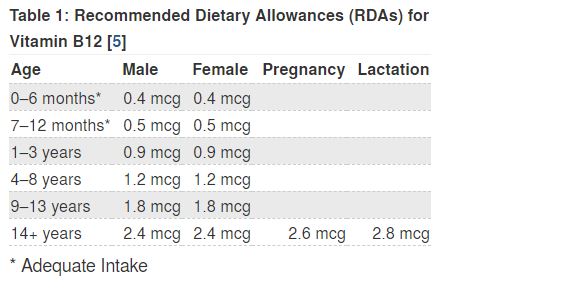 Table 1: Recommended Dietary Allowances (RDAs) for
Vitamin B12 [5]
Age Male Female Pregnancy Lactation
0–6 months* 0.4 mcg 0.4 mcg
7–12 months* 0.5 mcg 0.5 mcg
1–3 years 0.9 mcg 0.9 mcg
4–8 years 1.2 mcg 1.2 mcg
9–13 years 1.8 mcg 1.8 mcg
14+ years 2.4 mcg 2.4 mcg 2.6 mcg 2.8 mcg
* Adequate Intake